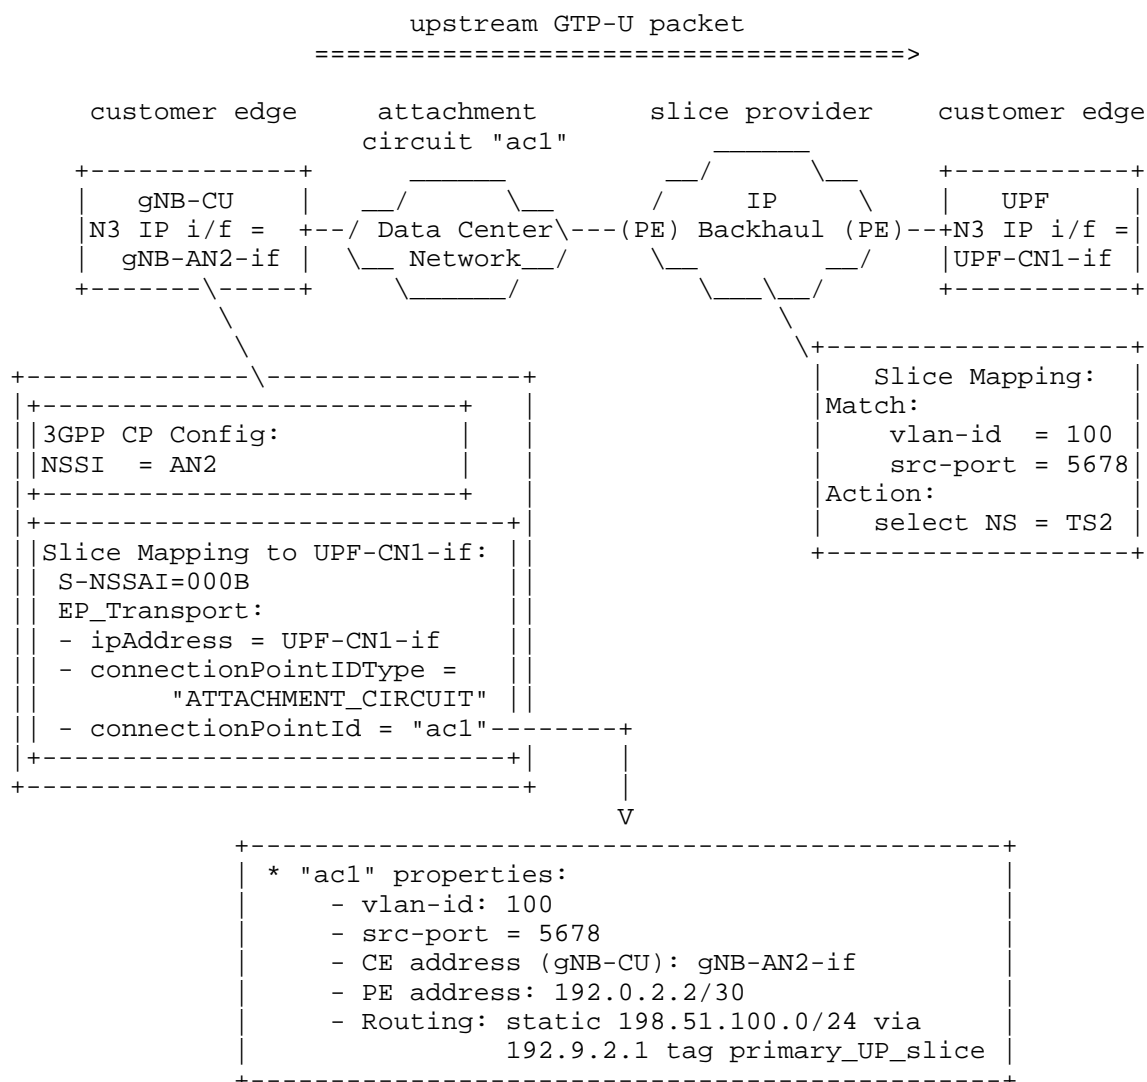 upstream GTP-U packet
=====================================>
customer edge attachment slice provider customer edge
circuit "ac1"
gNB-CU IP UPF
N3 IP i/f = Data Center (PE) Backhaul (PE) N3 IP i/f =
gNB-AN2-if Network UPF-CN1-if
Slice Mapping:
Match:
3GPP CP Config: vlan-id = 100
NSSI = AN2 src-port = 5678
Action:
select NS = TS2
Slice Mapping to UPF-CN1-if:
S-NSSAI=000B
EP_Transport:
- ipAddress = UPF-CN1-if
- connectionPointIDType =
"ATTACHMENT_CIRCUIT"
- connectionPointId = "ac1"
V
* "ac1" properties:
- vlan-id: 100
- src-port = 5678
- CE address (gNB-CU): gNB-AN2-if
- PE address: 192.0.2.2/30
- Routing: static 198.51.100.0/24 via
192.9.2.1 tag primary_UP_slice